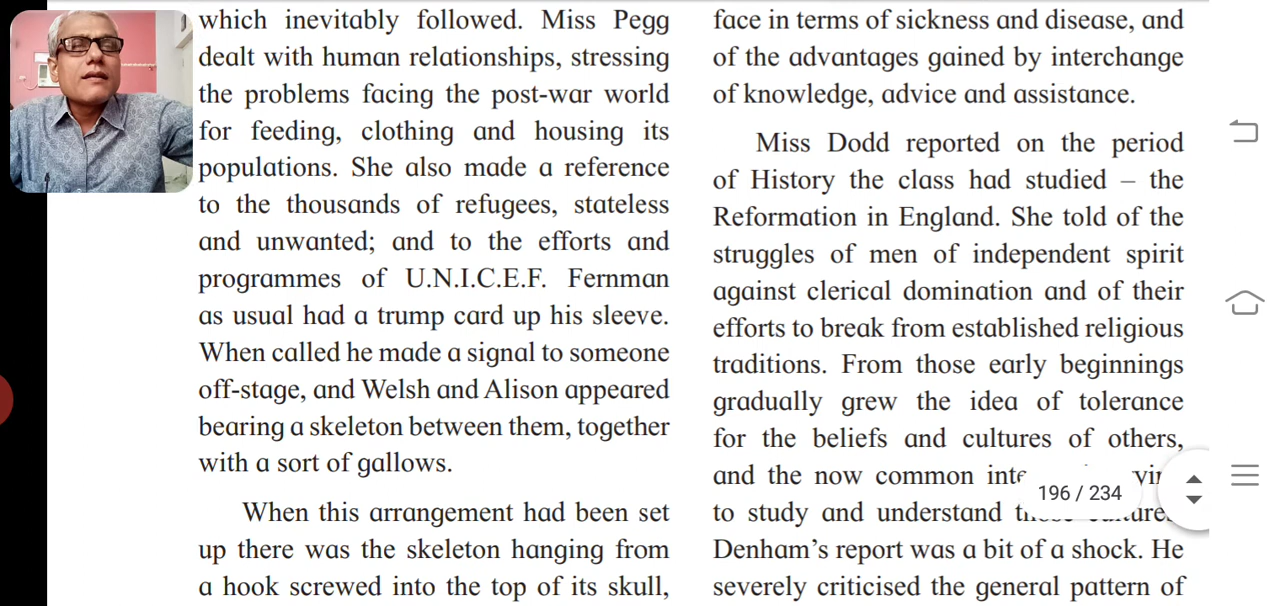 which inevitably followed. Miss Pegg
dealt with human relationships, stressing
the problems facing the post-war world
for feeding, clothing and housing its
populations. She also made a reference
to the thousands of refugees, stateless
and unwanted; and to the efforts and
programmes of U.N.I.C.E.F. Fernman
as usual had a trump card up his sleeve.
When called he made a signal to someone
off-stage, and Welsh and Alison appeared
bearing a skeleton between them, together
with a sort of gallows.
When this arrangement had been set
up there was the skeleton hanging from
a hook screwed into the top of its skull,
face in terms of sickness and disease, and
of the advantages gained by interchange
of knowledge, advice and assistance.
Miss Dodd reported on the period
of History the class had studied – the
Reformation in England. She told of the
struggles of men of independent spirit
against clerical domination and of their
efforts to break from established religious
traditions. From those early beginnings
gradually grew the idea of tolerance
for the beliefs and cultures of others,
and the now common
to study and understand
Denham's report was a bit of a shock. He
severely criticised the general pattern of
196 / 234